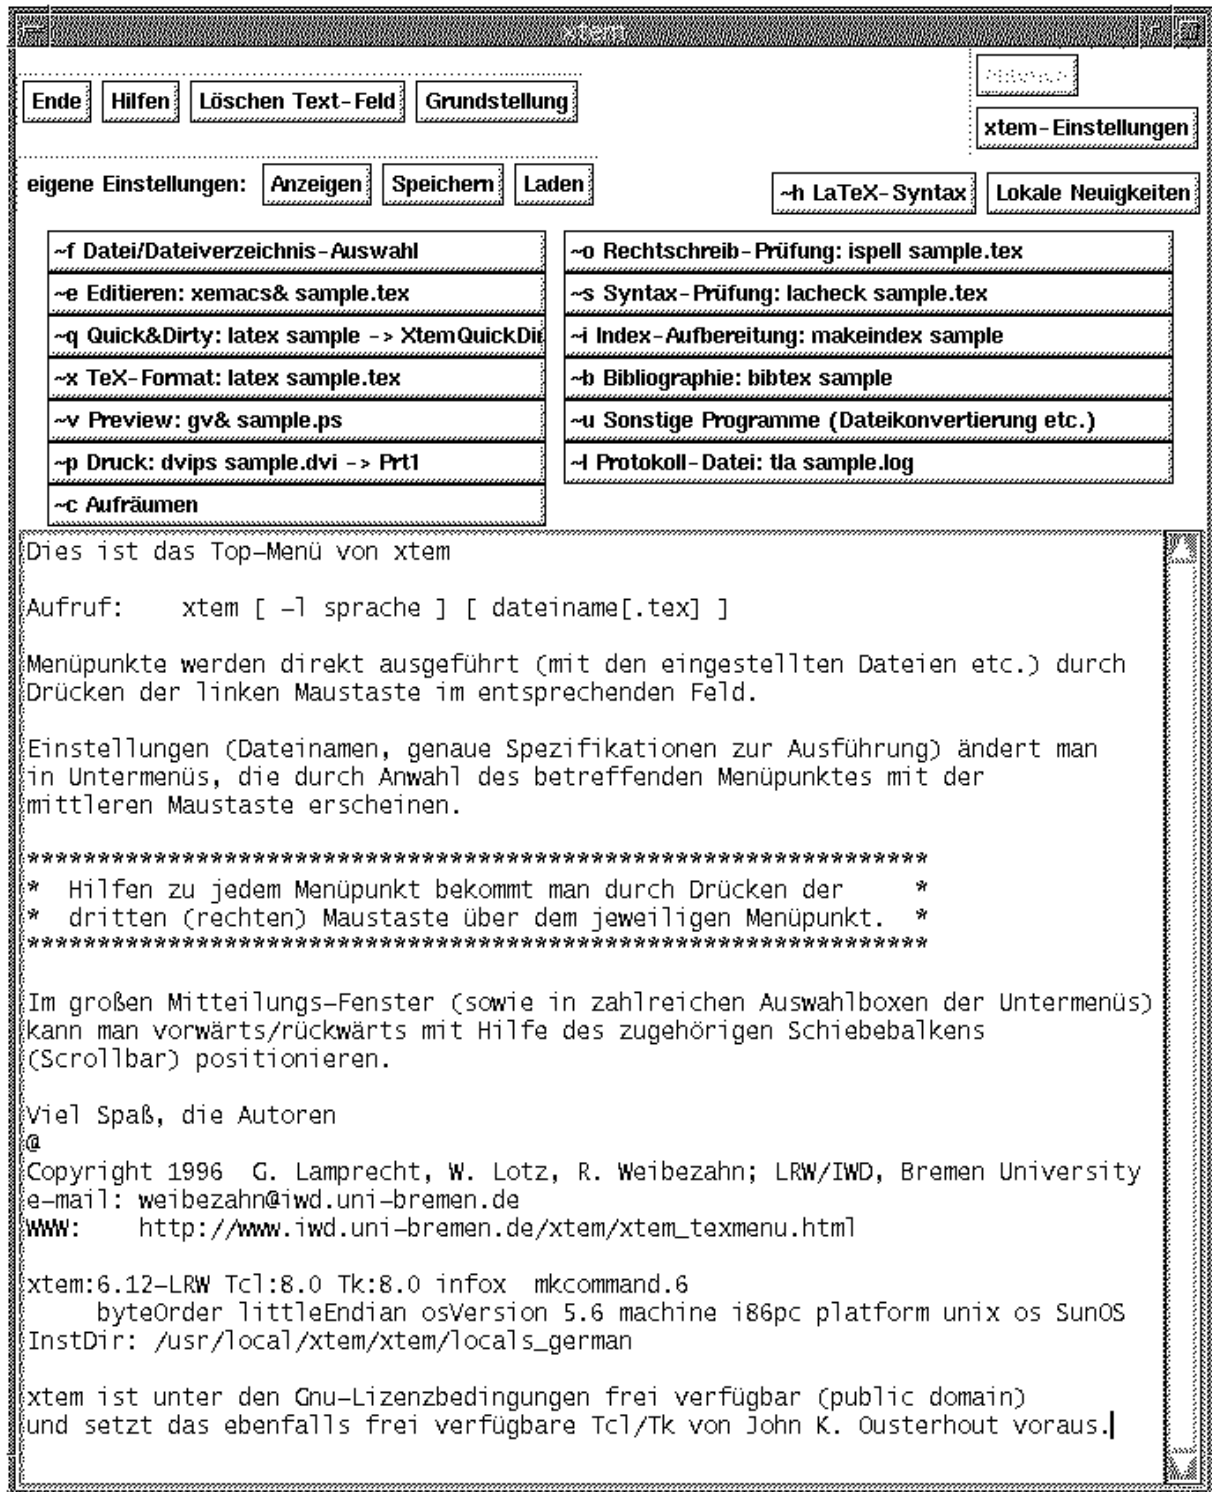 xtem
Ende Hilfen Löschen Text-Feld Grundstellung
xtem-Einstellungen
eigene Einstellungen: Anzeigen Speichern Laden
~h LaTeX-Syntax Lokale Neuigkeiten
~f Datei/Dateiverzeichnis-Auswahl
~e Editieren: xemacs& sample.tex
~q Quick&Dirty: latex sample -> XtemQuickDir
~x TeX-Format: latex sample.tex
~v Preview: gv& sample.ps
~p Druck: dvips sample.dvi -> Prt1
~c Aufräumen
~o Rechtschreib-Prüfung: ispell sample.tex
~s Syntax-Prüfung: lacheck sample.tex
~i Index-Aufbereitung: makeindex sample
~b Bibliographie: bibtex sample
~u Sonstige Programme (Dateikonvertierung etc.)
~l Protokoll-Datei: tla sample.log
Dies ist das Top-Menü von xtem
Aufruf: xtem [ -l sprache ] [ dateiname[.tex] ]
Menüpunkte werden direkt ausgeführt (mit den eingestellten Dateien etc.) durch
Drücken der linken Maustaste im entsprechenden Feld.
Einstellungen (Dateinamen, genaue Spezifikationen zur Ausführung) ändert man
in Untermenüs, die durch Anwahl des betreffenden Menüpunktes mit der
mittleren Maustaste erscheinen.
****************************************************************
* Hilfen zu jedem Menüpunkt bekommt man durch Drücken der *
* dritten (rechten) Maustaste über dem jeweiligen Menüpunkt. *
****************************************************************
Im großen Mitteilungs-Fenster (sowie in zahlreichen Auswahlboxen der Untermenüs)
kann man vorwärts/rückwärts mit Hilfe des zugehörigen Schiebebalkens
(Scrollbar) positionieren.
Viel Spaß, die Autoren
@
Copyright 1996 G. Lamprecht, W. Lotz, R. Weibezahn; LRW/IWD, Bremen University
e-mail: weibezahn@iwd.uni-bremen.de
WWW: http://www.iwd.uni-bremen.de/xtem/xtem_texmenu.html
xtem:6.12-LRW Tcl:8.0 Tk:8.0 infox mkcommand.6
byteOrder littleEndian osVersion 5.6 machine i86pc platform unix os SunOS
InstDir: /usr/local/xtem/xtem/locals_german
xtem ist unter den Gnu-Lizenzbedingungen frei verfügbar (public domain)
und setzt das ebenfalls frei verfügbare Tcl/Tk von John K. Ousterhout voraus.